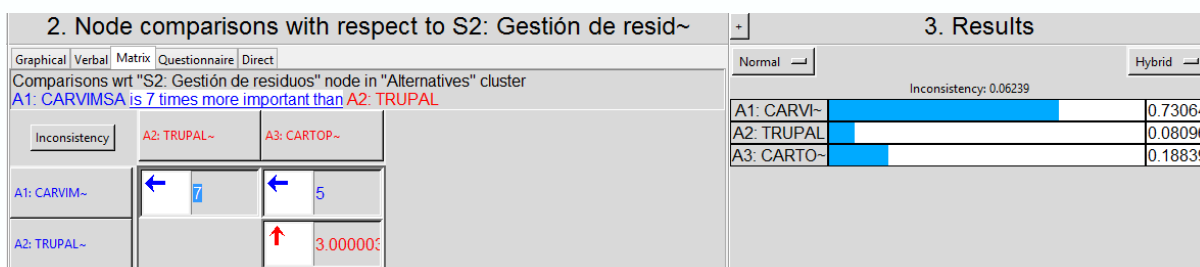 2. Node comparisons with respect to S2: Gestión de resid~
Graphical Verbal Matrix Questionnaire Direct
Comparisons wrt "S2: Gestión de residuos" node in "Alternatives" cluster
A1: CARVIMSA is 7 times more important than A2: TRUPAL
Inconsistency A2: TRUPAL~ A3: CARTOP~
A1: CARVIM~ 7 5
A2: TRUPAL~ 3.000003
+ 3. Results
Normal Hybrid
Inconsistency: 0.06239
A1: CARVI~ 0.73064
A2: TRUPAL 0.08096
A3: CARTO~ 0.18839